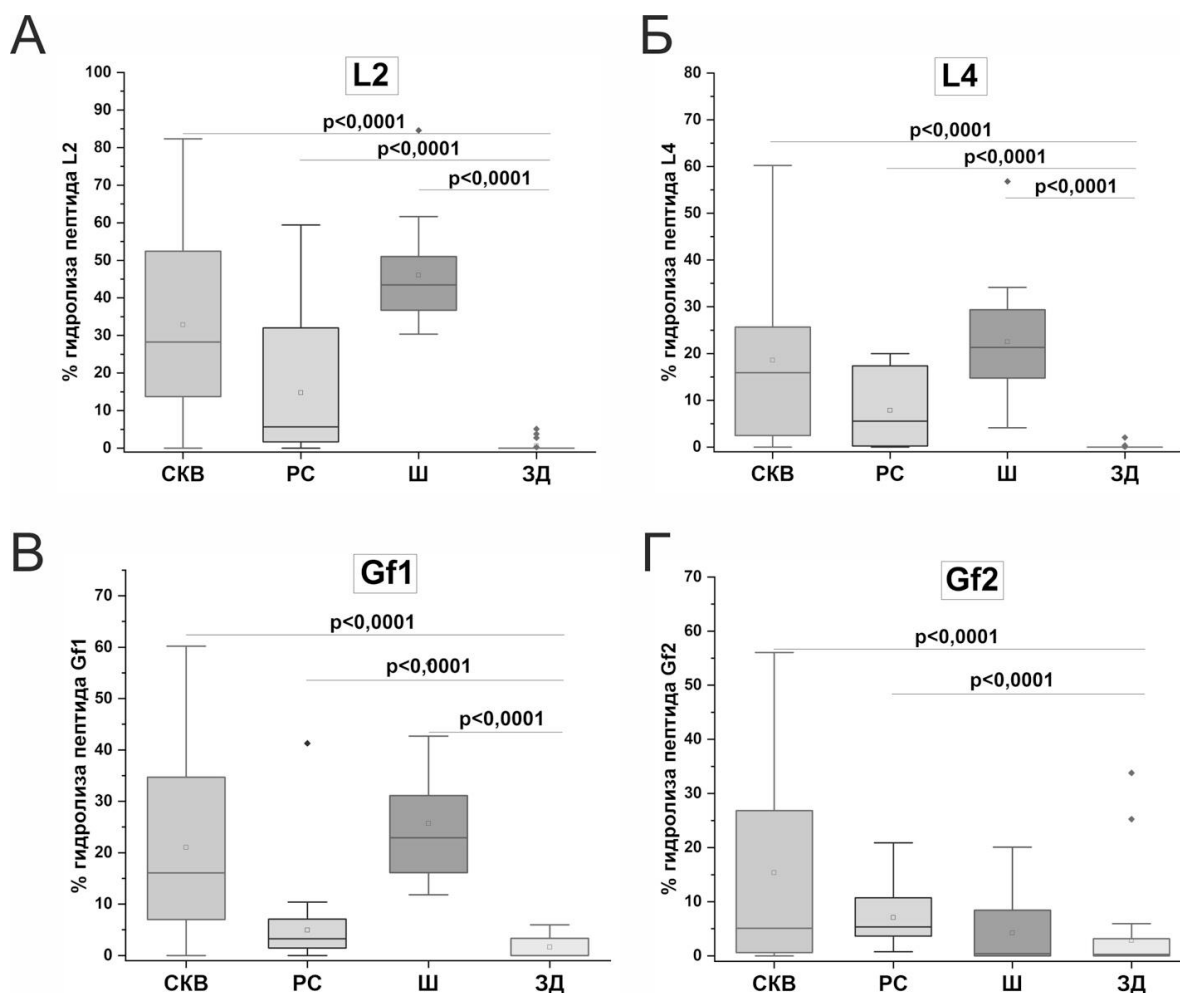 А
L2
% гидролиза пептида L2
100
90
80
70
60
50
40
30
20
10
0
p<0,0001
p<0,0001
p<0,0001
СКВ РС Ш ЗД
Б
L4
% гидролиза пептида L4
80
70
60
50
40
30
20
10
0
p<0,0001
p<0,0001
p<0,0001
СКВ РС Ш ЗД
В
Gf1
% гидролиза пептида Gf1
70
60
50
40
30
20
10
0
p<0,0001
p<0,0001
p<0,0001
СКВ РС Ш ЗД
Г
Gf2
% гидролиза пептида Gf2
70
60
50
40
30
20
10
0
p<0,0001
p<0,0001
СКВ РС Ш ЗД